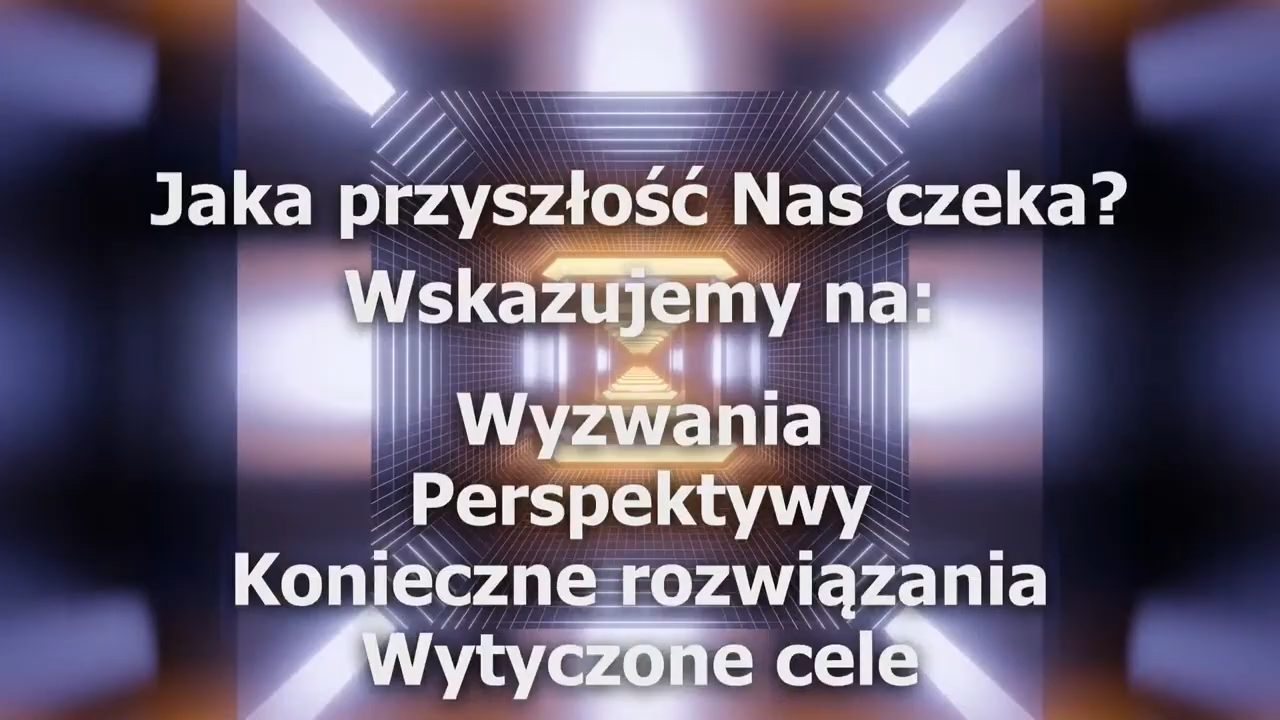 Jaka przyszłość Nas czeka?
Wskazujemy na:
Wyzwania
Perspektywy
Konieczne rozwiązania
Wytyczone cele